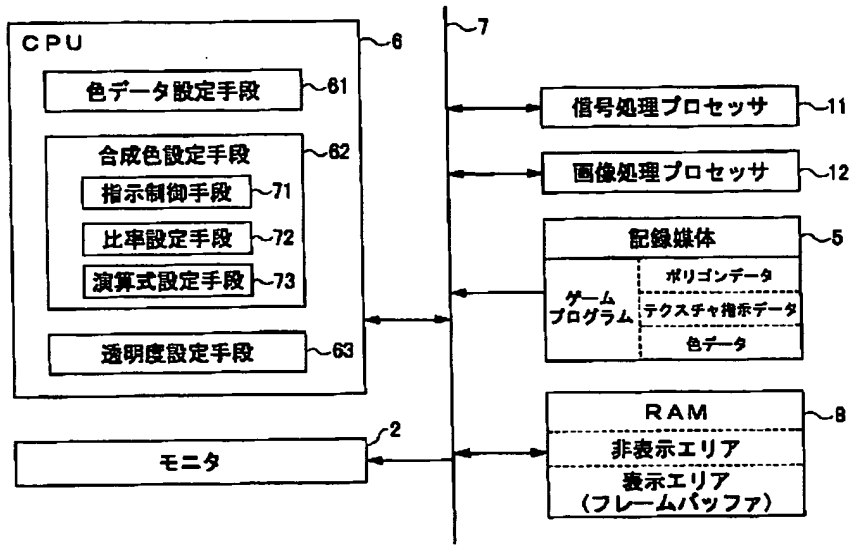 CPU
6
色データ設定手段
61
合成色設定手段
62
指示制御手段
71
比率設定手段
72
演算式設定手段
73
透明度設定手段
63
モニタ
2
7
信号処理プロセッサ
11
画像処理プロセッサ
12
記録媒体
5
ゲーム
プログラム
ポリゴンデータ
テクスチャ指示データ
色データ
RAM
8
非表示エリア
表示エリア
(フレームバッファ)